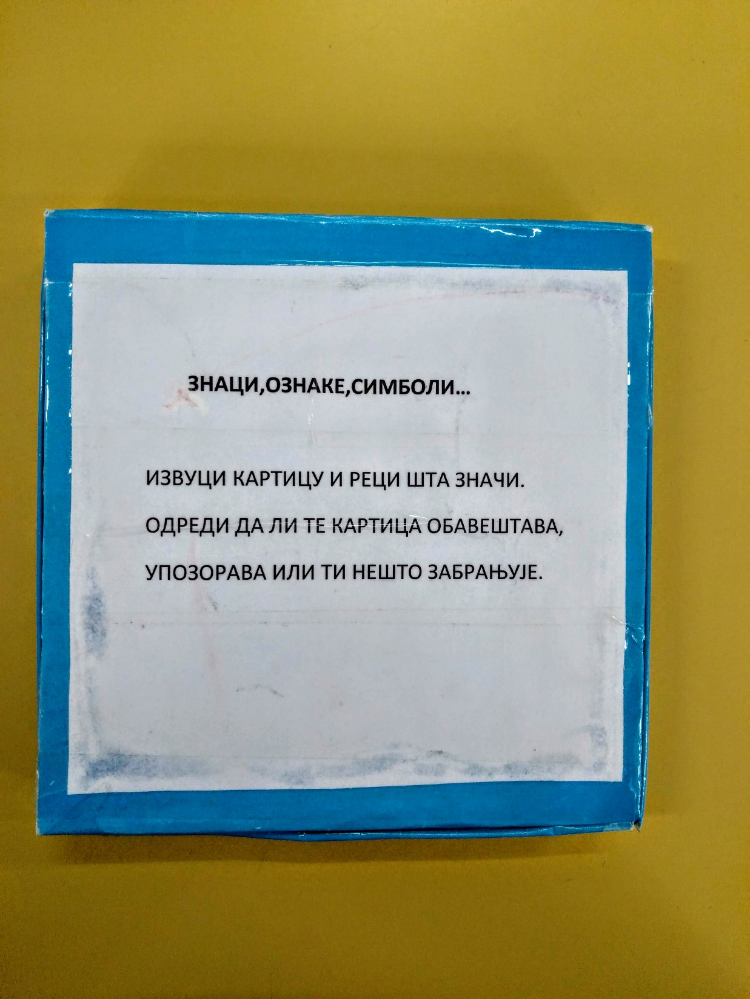 ЗНАЦИ,ОЗНАКЕ,СИМБОЛИ...
ИЗВУЦИ КАРТИЦУ И РЕЦИ ШТА ЗНАЧИ.
ОДРЕДИ ДА ЛИ ТЕ КАРТИЦА ОБАВЕШТАВА,
УПОЗОРАВА ИЛИ ТИ НЕШТО ЗАБРАЊУЈЕ.